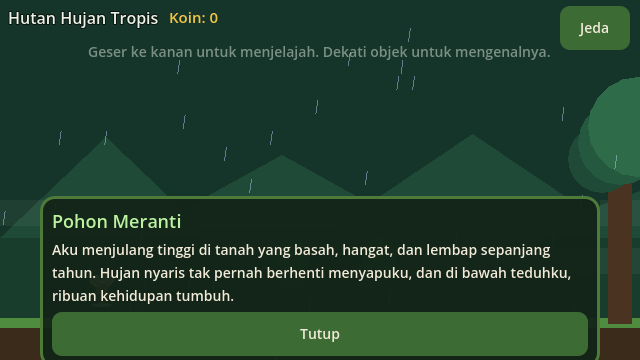 Hutan Hujan Tropis Koin: 0
Jeda
Geser ke kanan untuk menjelajah. Dekati objek untuk mengenalnya.
Pohon Meranti
Aku menjulang tinggi di tanah yang basah, hangat, dan lembap sepanjang
tahun. Hujan nyaris tak pernah berhenti menyapuku, dan di bawah teduhku,
ribuan kehidupan tumbuh.
Tutup